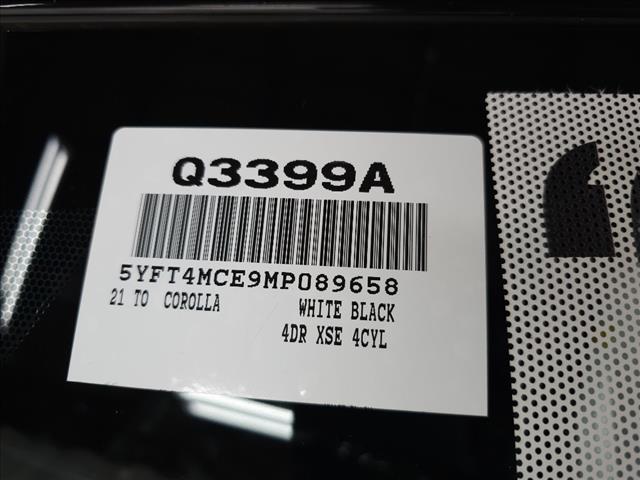 Q3399A
5YFT4MCE9MP089658
21 TO COROLLA WHITE BLACK
4DR XSE 4CYL